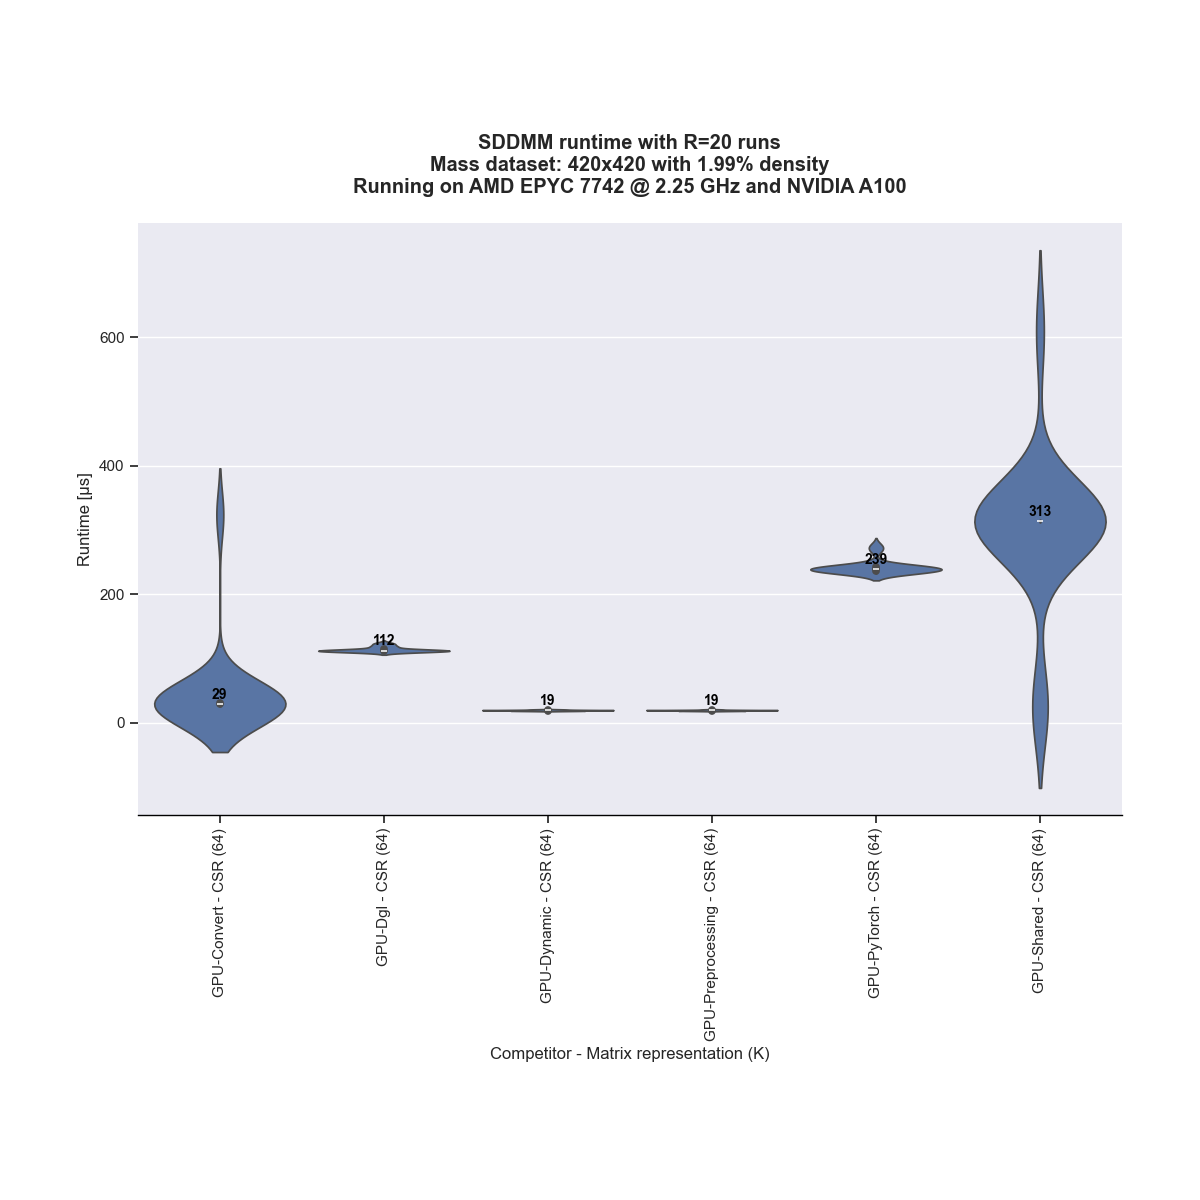 SDDMM runtime with R=20 runs
Mass dataset: 420x420 with 1.99% density
Running on AMD EPYC 7742 @ 2.25 GHz and NVIDIA A100
Runtime [µs]
600
400
200
0
29
112
19
19
239
313
GPU-Convert - CSR (64)
GPU-Dgl - CSR (64)
GPU-Dynamic - CSR (64)
GPU-Preprocessing - CSR (64)
GPU-PyTorch - CSR (64)
GPU-Shared - CSR (64)
Competitor - Matrix representation (K)